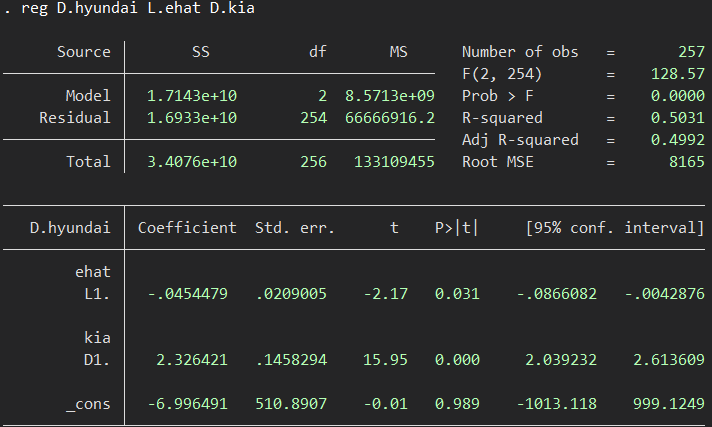 . reg D.hyundai L.ehat D.kia
Source SS df MS Number of obs = 257
F(2, 254) = 128.57
Model 1.7143e+10 2 8.5713e+09 Prob > F = 0.0000
Residual 1.6933e+10 254 66666916.2 R-squared = 0.5031
Adj R-squared = 0.4992
Total 3.4076e+10 256 133109455 Root MSE = 8165
D.hyundai Coefficient Std. err. t P>|t| [95% conf. interval]
ehat
L1. -.0454479 .0209005 -2.17 0.031 -.0866082 -.0042876
kia
D1. 2.326421 .1458294 15.95 0.000 2.039232 2.613609
_cons -6.996491 510.8907 -0.01 0.989 -1013.118 999.1249